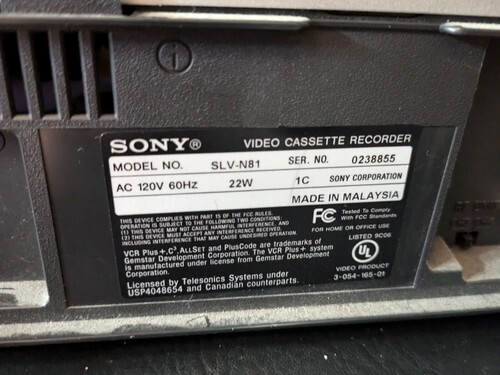 SONY® VIDEO CASSETTE RECORDER
MODEL NO. SLV-N81 SER. NO. 0238855
AC 120V 60Hz 22W 1C SONY CORPORATION
MADE IN MALAYSIA
THIS DEVICE COMPLIES WITH PART 15 OF THE FCC RULES.
OPERATION IS SUBJECT TO THE FOLLOWING TWO CONDITIONS:
(1) THIS DEVICE MAY NOT CAUSE HARMFUL INTERFERENCE, AND
(2) THIS DEVICE MUST ACCEPT ANY INTERFERENCE RECEIVED,
INCLUDING INTERFERENCE THAT MAY CAUSE UNDESIRED OPERATION.
FC Tested To Comply
With FCC Standards
FOR HOME OR OFFICE USE
VCR Plus+,C³,ALLSET and PlusCode are trademarks of
Gemstar Development Corporation. The VCR Plus+ system
is manufactured under license from Gemstar Development
Corporation.
Licensed by Telesonics Systems under
USP4048654 and Canadian counterparts.
LISTED 9C06
UL ®
VIDEO PRODUCT
3-054-165-01